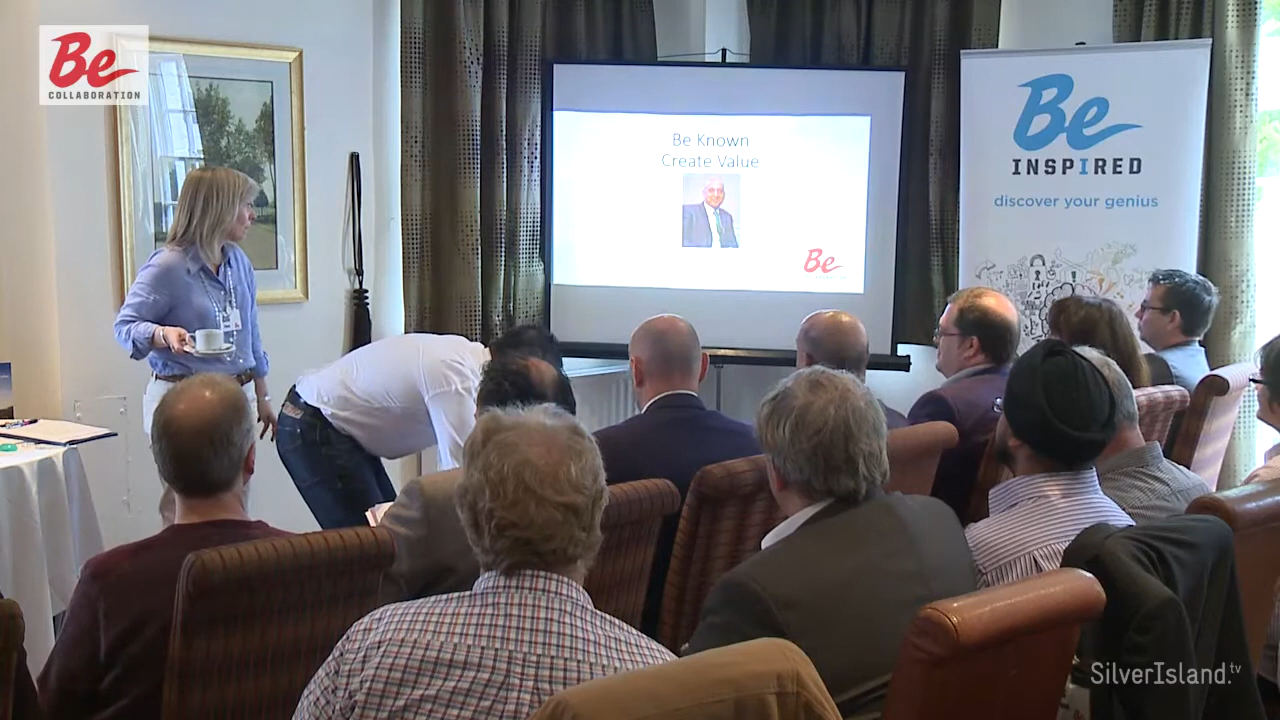 Be
COLLABORATION
Be Known
Create Value
Be
Be
INSPIRED
discover your genius
SilverIsland.tv